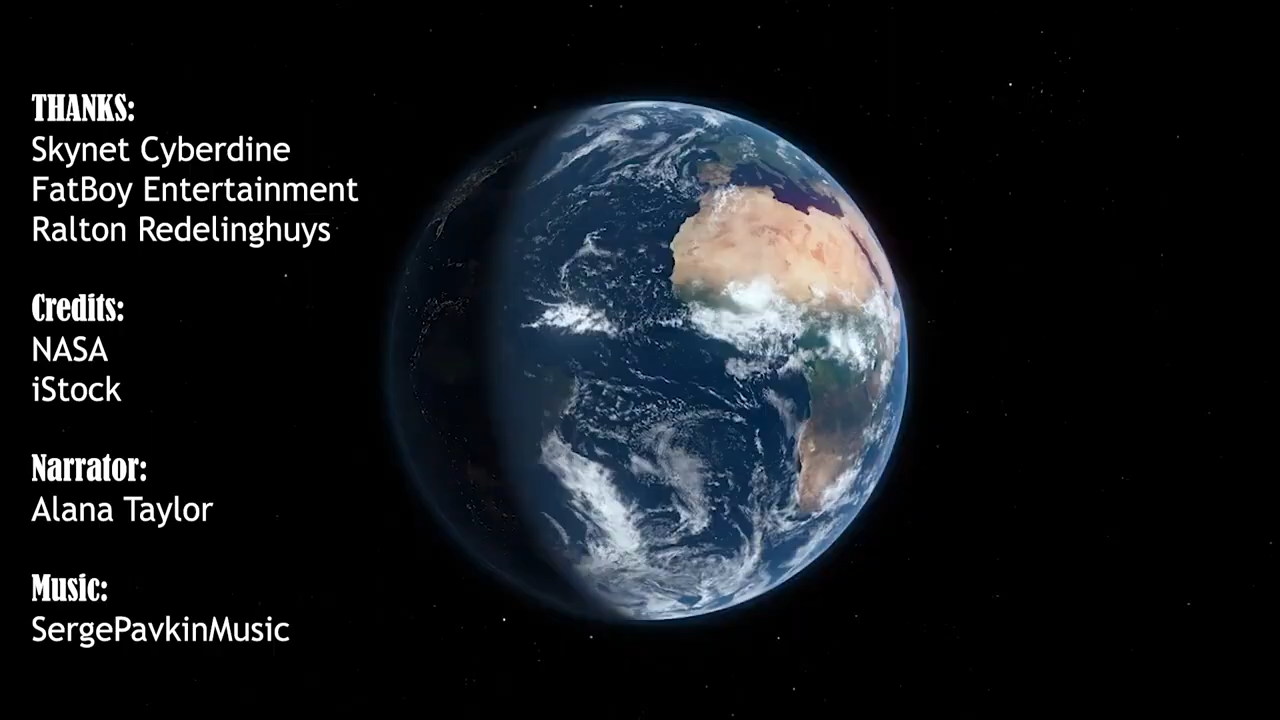 THANKS:
Skynet Cyberdine
FatBoy Entertainment
Ralton Redelinghuys
Credits:
NASA
iStock
Narrator:
Alana Taylor
Music:
SergePavkinMusic